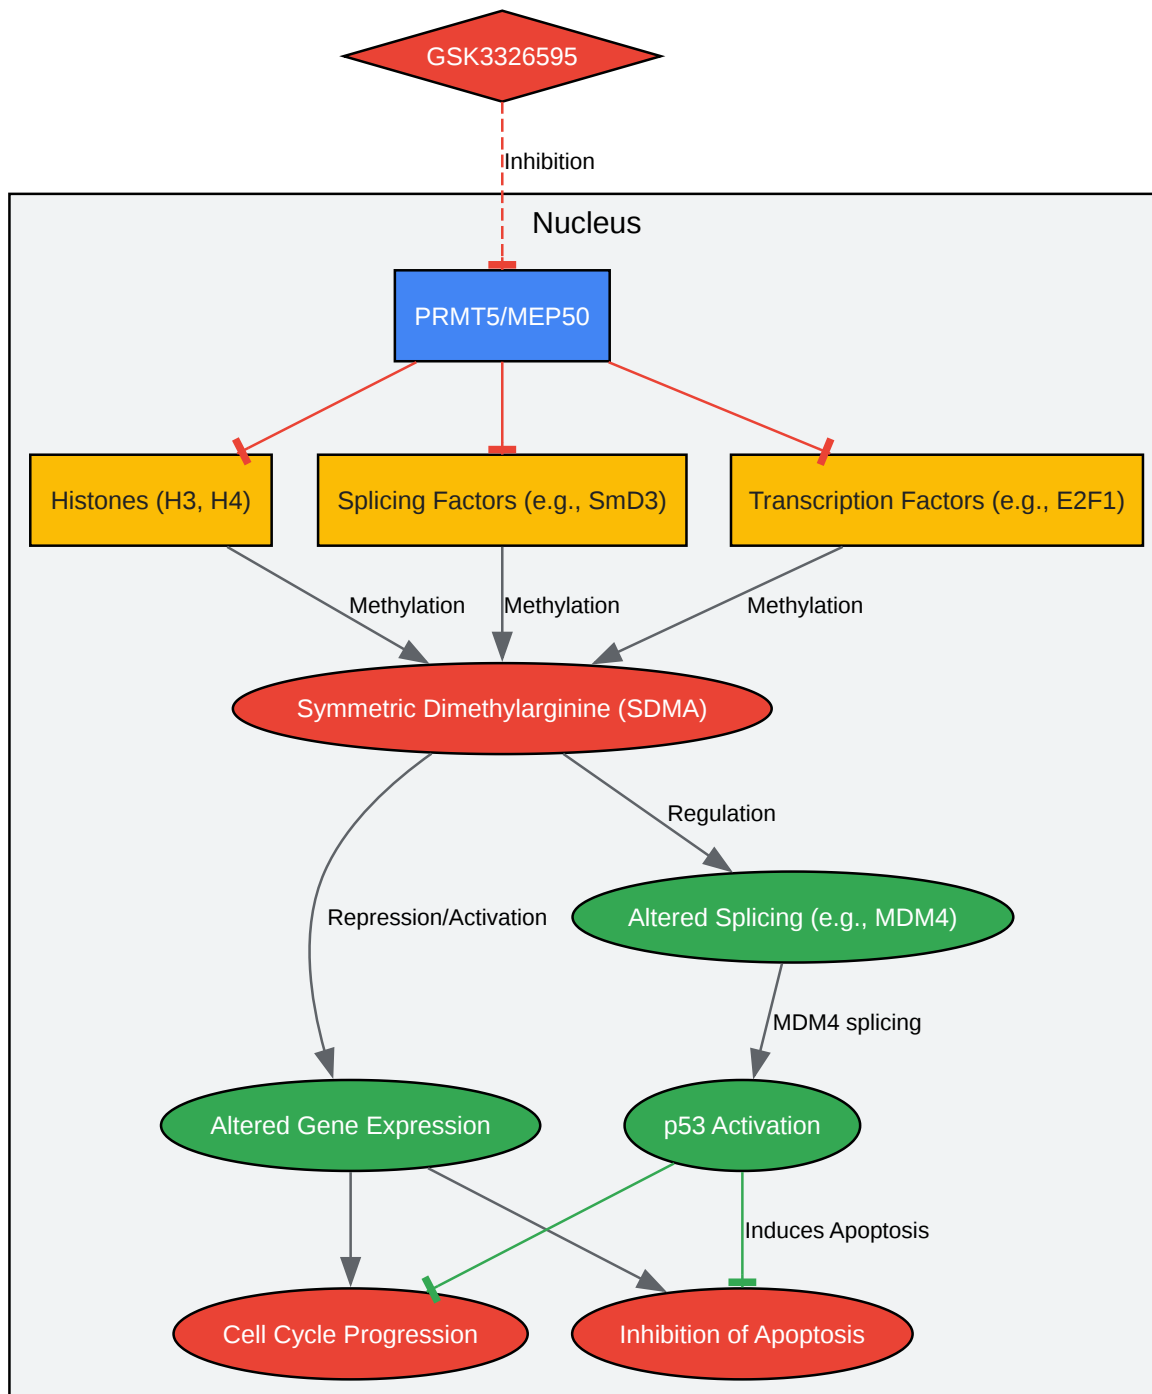 GSK3326595
Inhibition
Nucleus
PRMT5/MEP50
Histones (H3, H4)
Splicing Factors (e.g., SmD3)
Transcription Factors (e.g., E2F1)
Methylation
Methylation
Methylation
Symmetric Dimethylarginine (SDMA)
Regulation
Repression/Activation
Altered Splicing (e.g., MDM4)
MDM4 splicing
Altered Gene Expression
p53 Activation
Induces Apoptosis
Cell Cycle Progression
Inhibition of Apoptosis